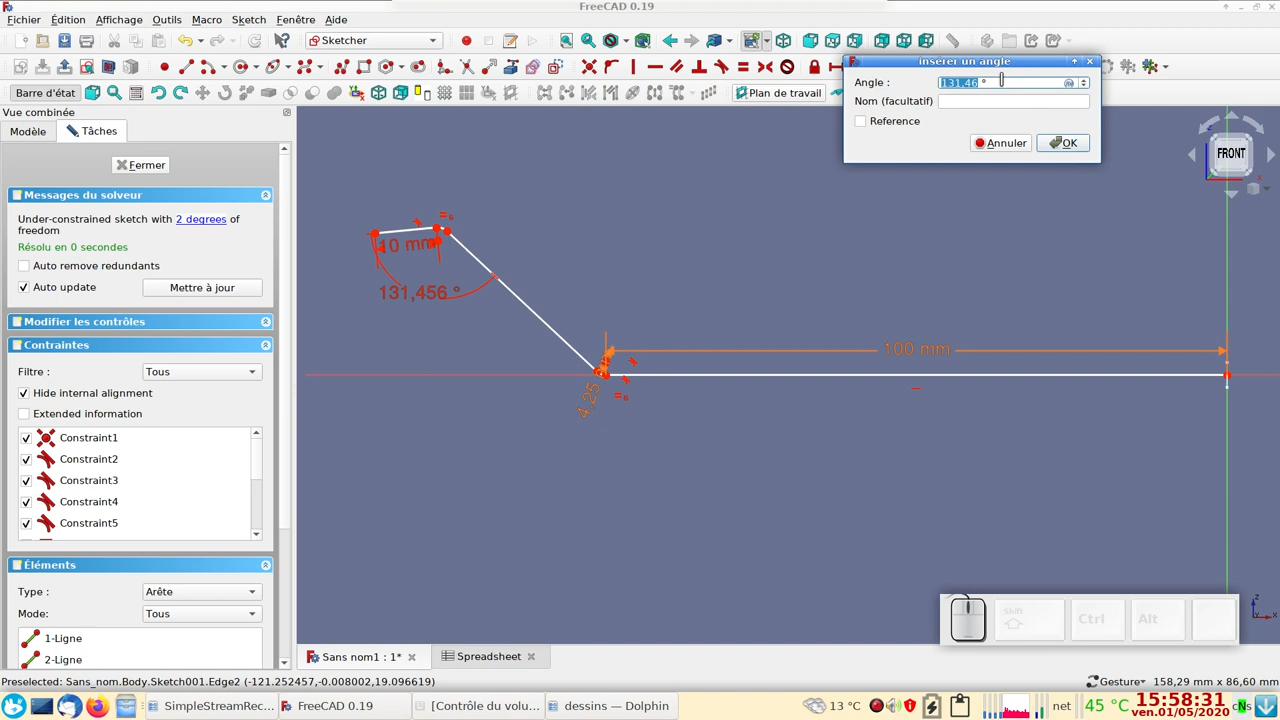 FreeCAD 0.19
Fichier Édition Affichage Outils Macro Sketch Fenêtre Aide
Sketcher
Barre d'état
Plan de travail
insérer un angle
Angle : 131,46 °
Nom (facultatif)
Reference
Annuler OK
Vue combinée
Modèle Tâches
Fermer
Messages du solveur
Under-constrained sketch with 2 degrees of
freedom
Résolu en 0 secondes
Auto remove redundants
Auto update Mettre à jour
Modifier les contrôles
Contraintes
Filtre : Tous
Hide internal alignment
Extended information
Constraint1
Constraint2
Constraint3
Constraint4
Constraint5
Éléments
Type : Arête
Mode: Tous
1-Ligne
2-Ligne
FRONT
10 mm
131,456 °
100 mm
4,25
Shift Ctrl Alt
Sans nom1 : 1* Spreadsheet
Preselected: Sans_nom.Body.Sketch001.Edge2 (-121.252457,-0.008002,19.096619)
Gesture 158,29 mm x 86,60 mm
SimpleStreamRec... FreeCAD 0.19 [Corbeille du volu... dessins — Dolphin
13 °C
net
45 °C
15:58:31
ven.01/05/2020